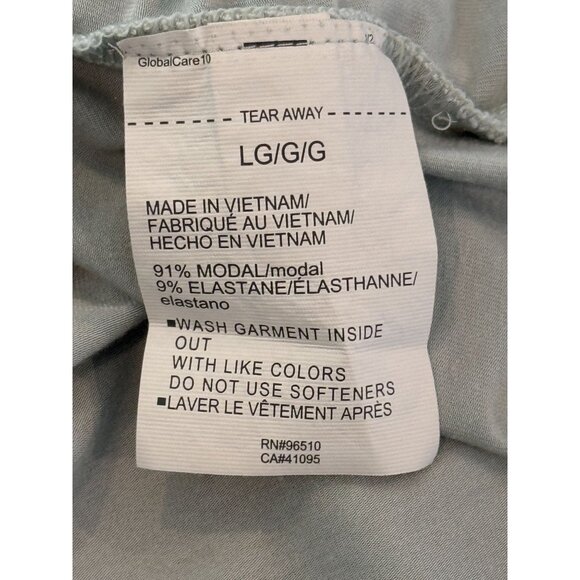 GlobalCare10
1/2
TEAR AWAY
LG/G/G
MADE IN VIETNAM/
FABRIQUÉ AU VIETNAM/
HECHO EN VIETNAM
91% MODAL/modal
9% ELASTANE/ÉLASTHANNE/
elastano
■WASH GARMENT INSIDE
OUT
WITH LIKE COLORS
DO NOT USE SOFTENERS
■LAVER LE VÊTEMENT APRÈS
RN#96510
CA#41095